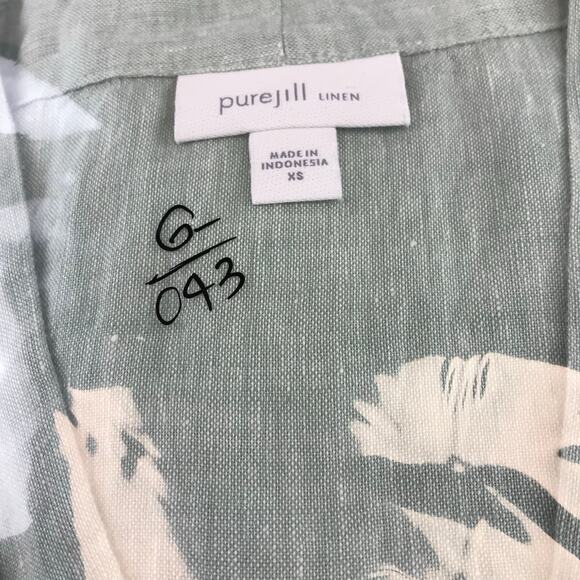 purejill LINEN
MADE IN
INDONESIA
XS
G-
043